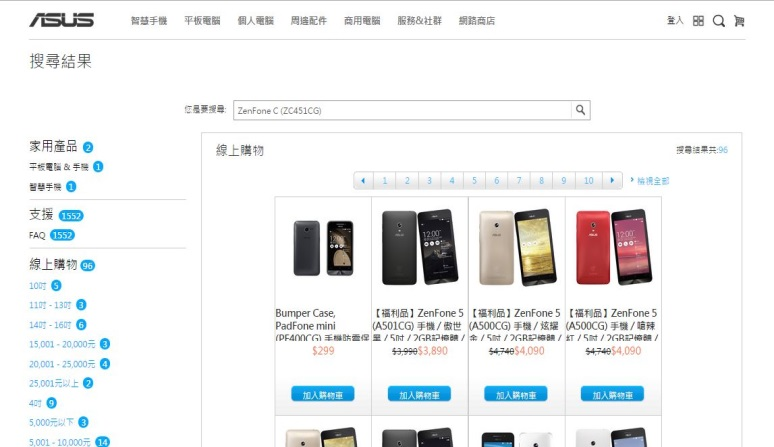 ASUS
智慧手機 平板電腦 個人電腦 周邊配件 商用電腦 服務&社群 網路商店
登入
搜尋結果
您是要搜尋: ZenFone C (ZC451CG)
家用產品 2
平板電腦 & 手機 1
智慧手機 1
支援 1552
FAQ 1552
線上購物 96
10吋 5
11吋 - 13吋 3
14吋 - 16吋 6
15,001 - 20,000元 3
20,001 - 25,000元 4
25,001元以上 2
4吋 9
5,000元以下 3
5,001 - 10,000元 14
線上購物
搜尋結果共:96
1 2 3 4 5 6 7 8 9 10
檢視全部
Bumper Case,
PadFone mini
(PF400CG) 手機防震保
$299
加入購物車
【福利品】ZenFone 5
(A501CG) 手機 / 傲世
黑 / 5吋 / 2GB記憶體 /
$3,990 $3,890
加入購物車
【福利品】ZenFone 5
(A500CG) 手機 / 炫耀
金 / 5吋 / 2GB記憶體 /
$4,740 $4,090
加入購物車
【福利品】ZenFone 5
(A500CG) 手機 / 嗆辣
紅 / 5吋 / 2GB記憶體 /
$4,740 $4,090
加入購物車